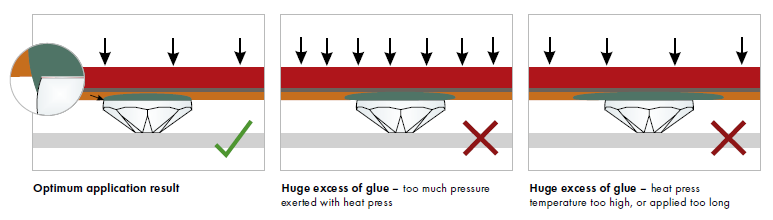 Optimum application result
Huge excess of glue – too much pressure
exerted with heat press
Huge excess of glue – heat press
temperature too high, or applied too long